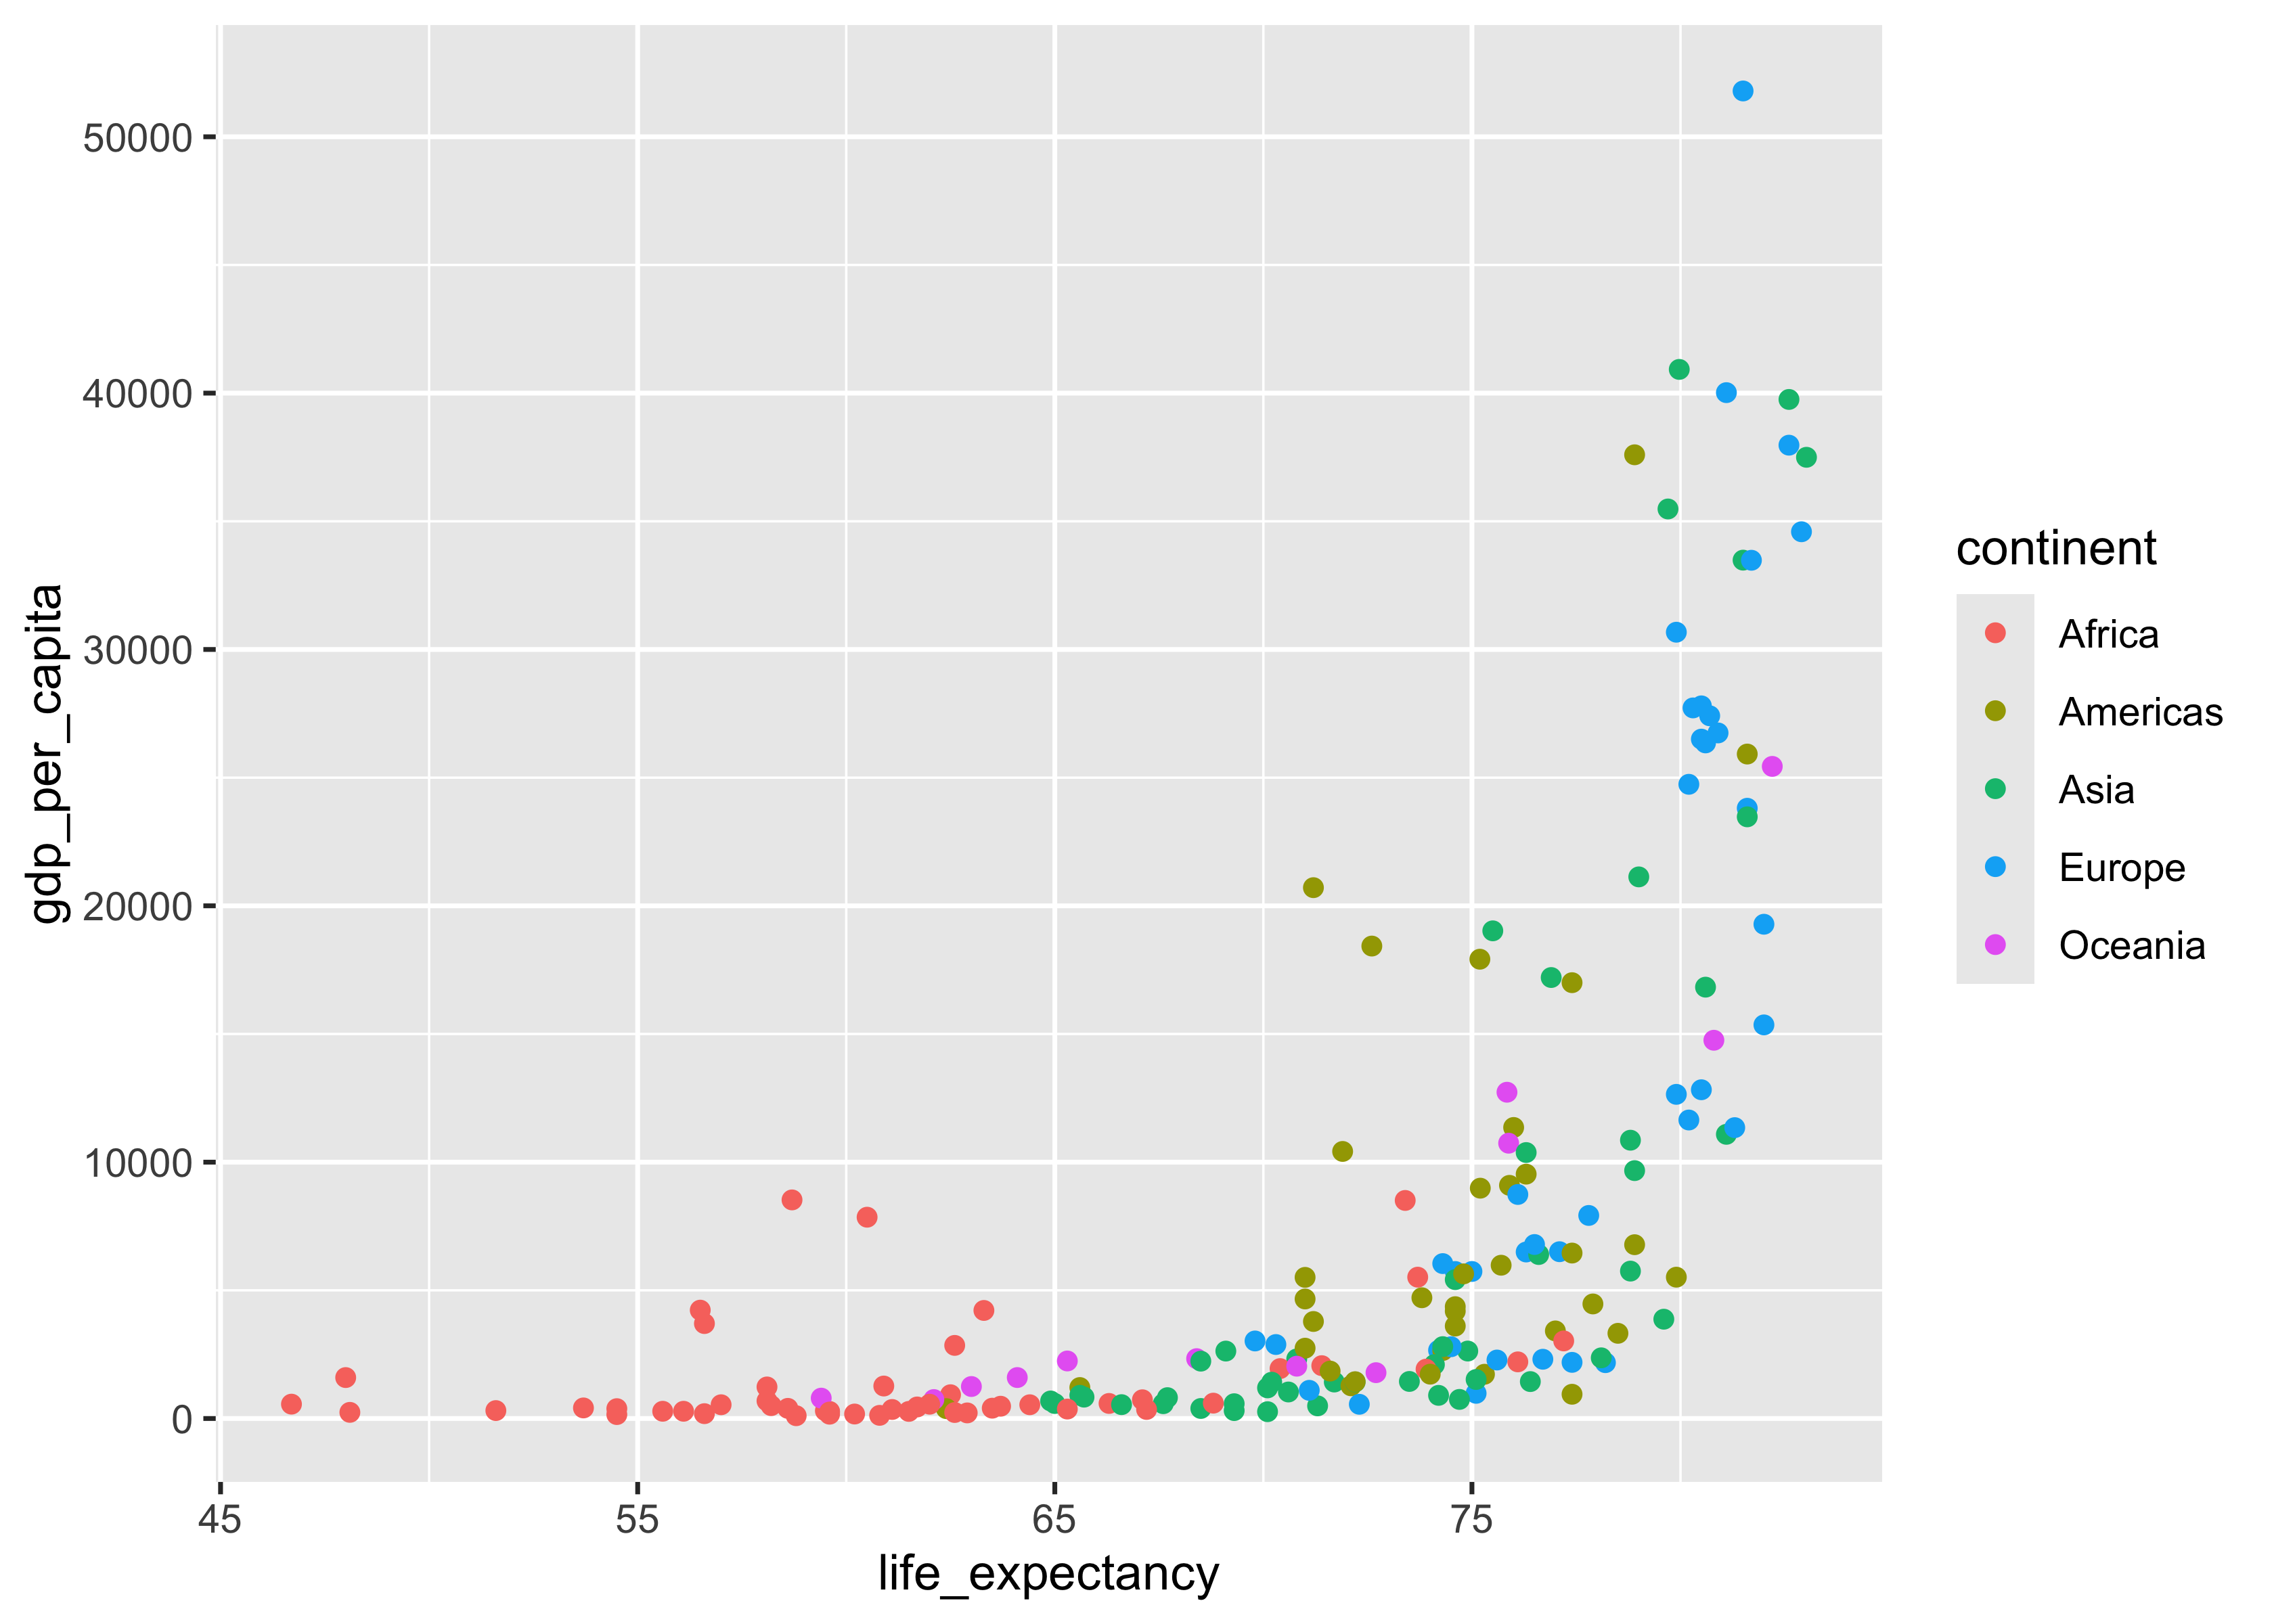 gdp_per_capita
50000
40000
30000
20000
10000
0
45
55
65
75
life_expectancy
continent
Africa
Americas
Asia
Europe
Oceania